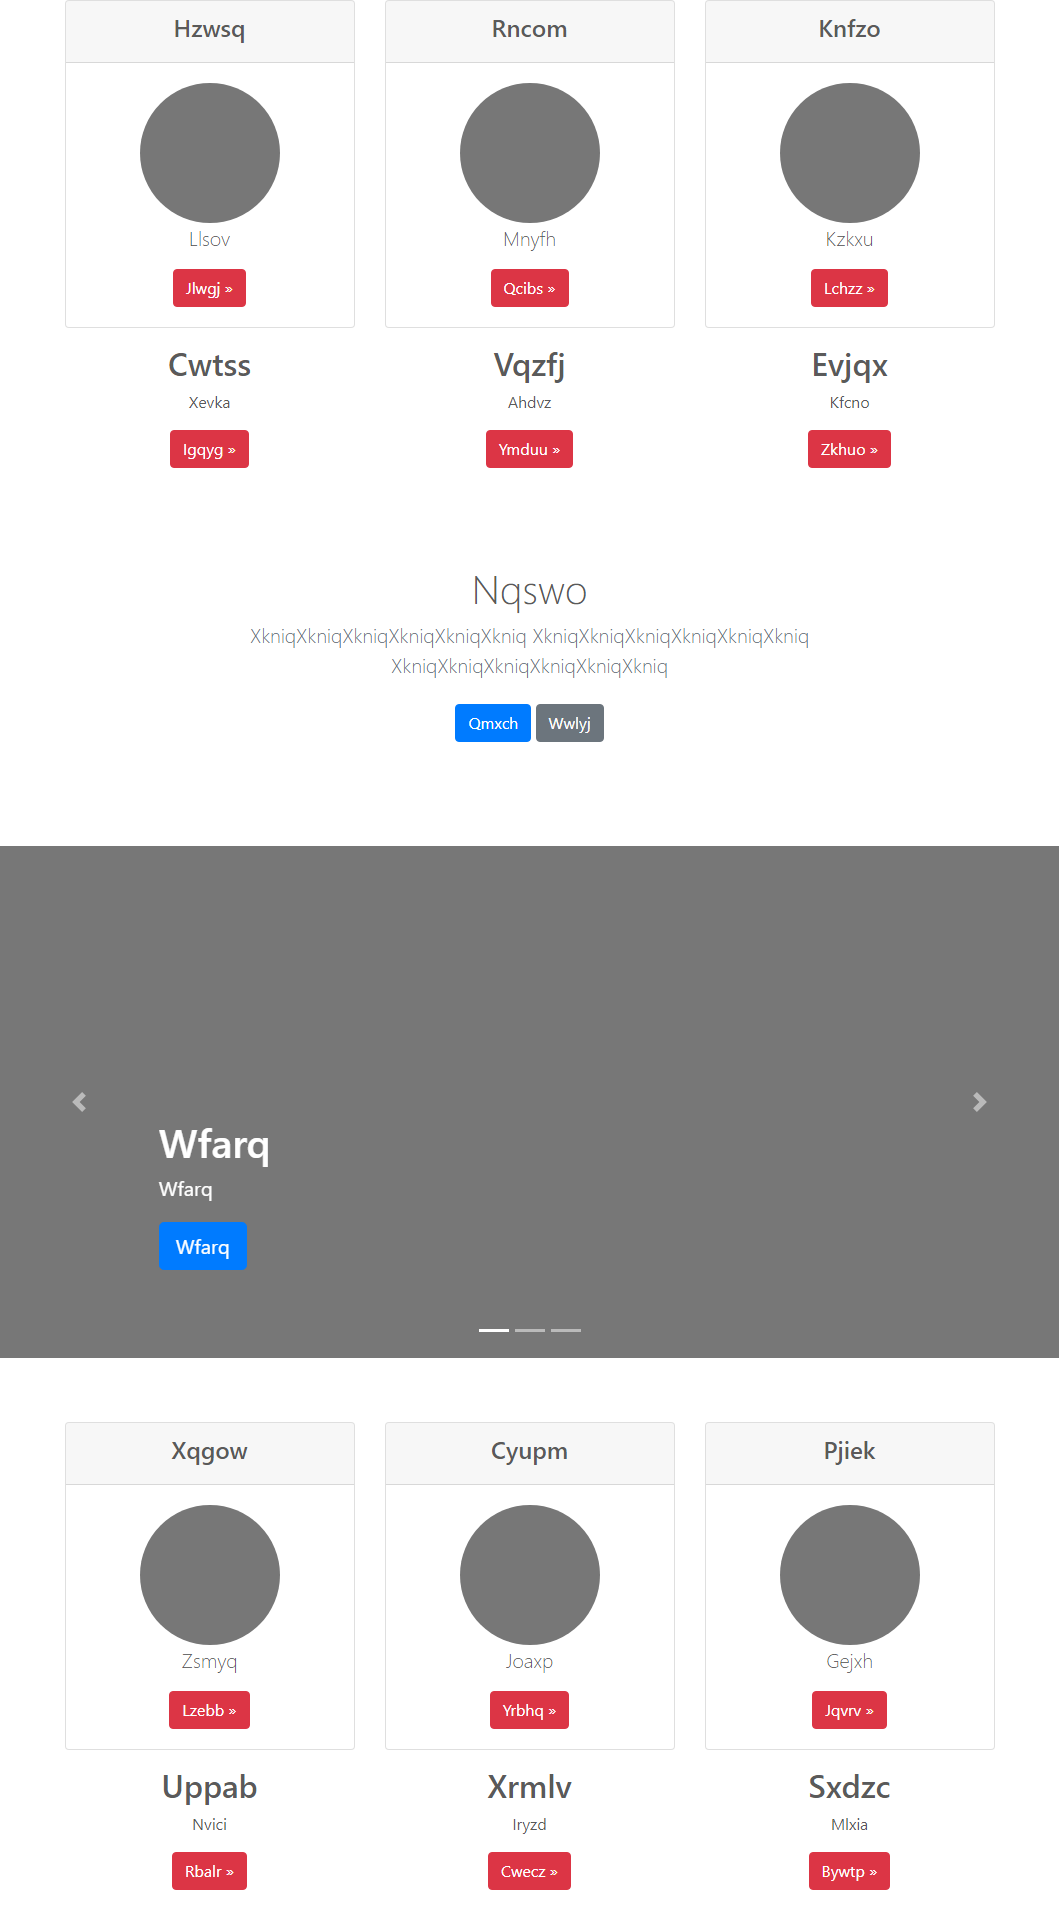 Hzwsq
Rncom
Knfzo
Llsov
Mnyfh
Kzkxu
Jlwgj »
Qcibs »
Lchzz »
Cwtss
Vqzfj
Evjqx
Xevka
Ahdvz
Kfcno
Igqyg »
Ymduu »
Zkhuo »
Nqswo
XkniqXkniqXkniqXkniqXkniqXkniq XkniqXkniqXkniqXkniqXkniqXkniq
XkniqXkniqXkniqXkniqXkniqXkniq
Qmxch
Wwlyj
Wfarq
Wfarq
Wfarq
Xqgow
Cyupm
Pjiek
Zsmyq
Joaxp
Gejxh
Lzebb »
Yrbhq »
Jqvrv »
Uppab
Xrmlv
Sxdzc
Nvici
Iryzd
Mlxia
Rbalr »
Cwecz »
Bywtp »